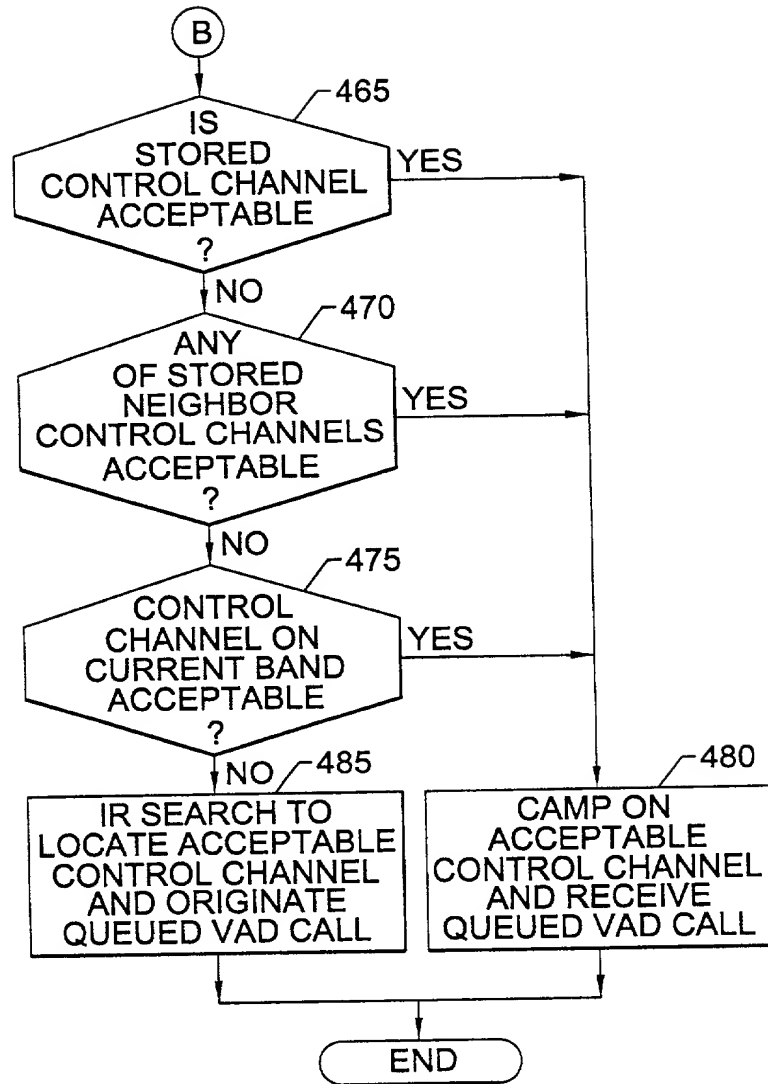 B
465
IS
STORED
CONTROL CHANNEL
ACCEPTABLE
?
YES
NO
470
ANY
OF STORED
NEIGHBOR
CONTROL CHANNELS
ACCEPTABLE
?
YES
NO
475
CONTROL
CHANNEL ON
CURRENT BAND
ACCEPTABLE
?
YES
NO
485
IR SEARCH TO
LOCATE ACCEPTABLE
CONTROL CHANNEL
AND ORIGINATE
QUEUED VAD CALL
480
CAMP ON
ACCEPTABLE
CONTROL CHANNEL
AND RECEIVE
QUEUED VAD CALL
END